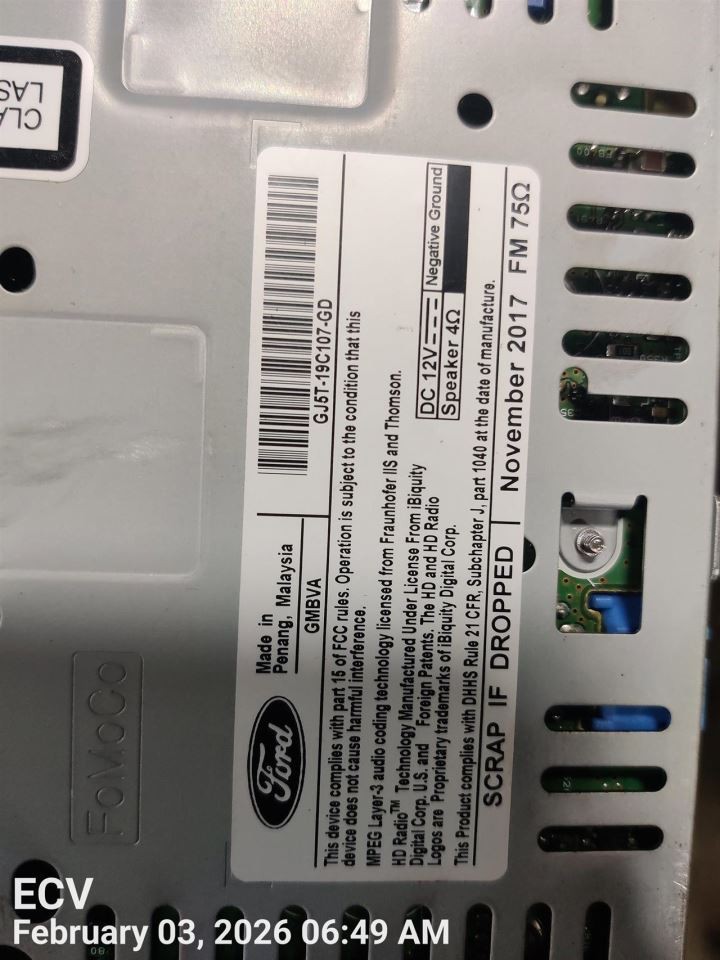 CLA
LAS
FoMoCo
Ford
Made in
Penang, Malaysia
GMBVA
GJ5T-19C107-GD
This device complies with part 15 of FCC rules. Operation is subject to the condition that this
device does not cause harmful interference.
MPEG Layer-3 audio coding technology licensed from Fraunhofer IIS and Thomson.
HD Radio™ Technology Manufactured Under License From iBiquity
Digital Corp. U.S. and Foreign Patents. The HD and HD Radio
Logos are Proprietary trademarks of iBiquity Digital Corp.
DC 12V Negative Ground
Speaker 4Ω
This Product complies with DHHS Rule 21 CFR, Subchapter J, part 1040 at the date of manufacture.
SCRAP IF DROPPED | November 2017 FM 75Ω
ECV
February 03, 2026 06:49 AM